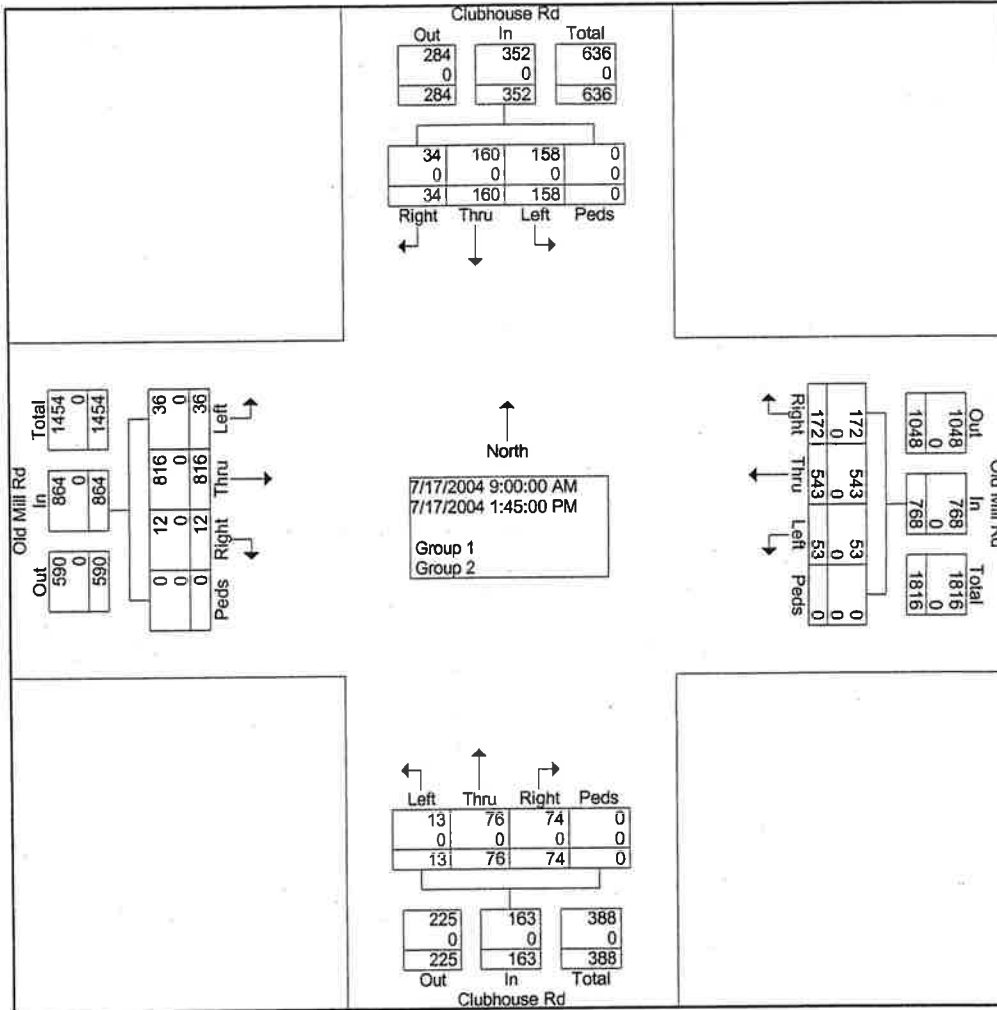 Clubhouse Rd
Out In Total
284 352 636
0 0 0
284 352 636
34 160 158 0
0 0 0 0
34 160 158 0
Right Thru Left Peds
Old Mill Rd
Total In Out
1454 864 590
0 0 0
1454 864 590
36 816 12 0
0 0 0 0
36 816 12 0
Left Thru Right Peds
North
7/17/2004 9:00:00 AM
7/17/2004 1:45:00 PM
Group 1
Group 2
Old Mill Rd
Out In Total
1048 768 1816
0 0 0
1048 768 1816
172 543 53 0
0 0 0 0
172 543 53 0
Right Thru Left Peds
Left Thru Right Peds
13 76 74 0
0 0 0 0
13 76 74 0
225 163 388
0 0 0
225 163 388
Out In Total
Clubhouse Rd